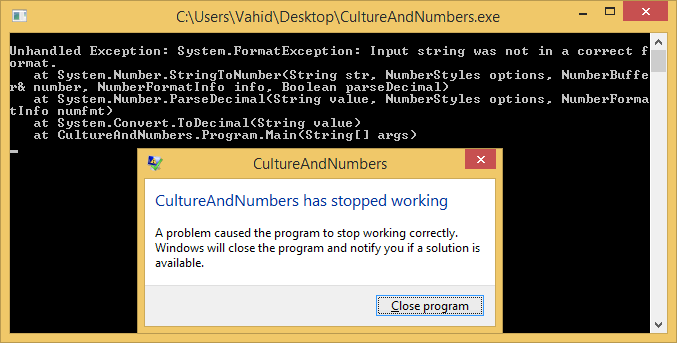 C:\Users\Vahid\Desktop\CultureAndNumbers.exe
Unhandled Exception: System.FormatException: Input string was not in a correct f
ormat.
   at System.Number.StringToNumber(String str, NumberStyles options, NumberBuffe
r& number, NumberFormatInfo info, Boolean parseDecimal)
   at System.Number.ParseDecimal(String value, NumberStyles options, NumberForma
tInfo numfmt)
   at System.Convert.ToDecimal(String value)
   at CultureAndNumbers.Program.Main(String[] args)
CultureAndNumbers
CultureAndNumbers has stopped working
A problem caused the program to stop working correctly.
Windows will close the program and notify you if a solution is
available.
Close program